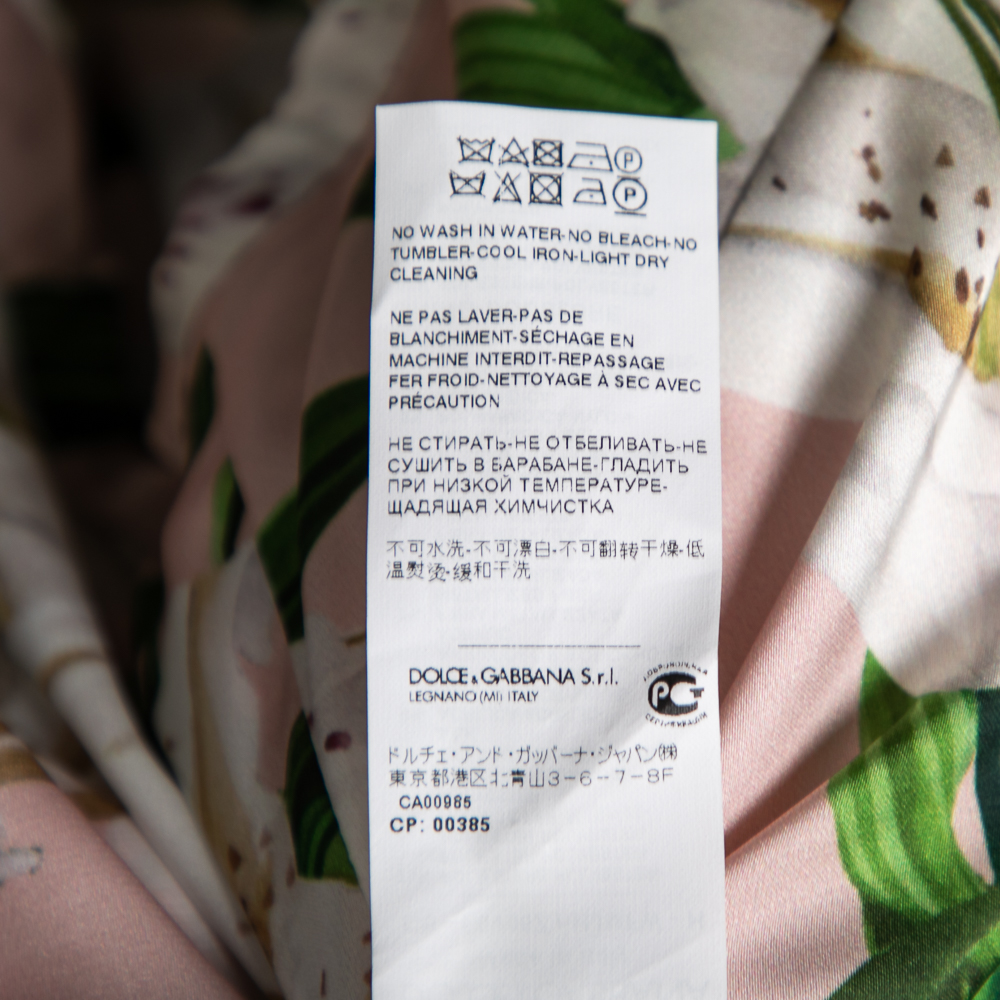 P
P
NO WASH IN WATER-NO BLEACH-NO
TUMBLER-COOL IRON-LIGHT DRY
CLEANING
NE PAS LAVER-PAS DE
BLANCHIMENT-SÉCHAGE EN
MACHINE INTERDIT-REPASSAGE
FER FROID-NETTOYAGE À SEC AVEC
PRÉCAUTION
НЕ СТИРАТЬ-НЕ ОТБЕЛИВАТЬ-НЕ
СУШИТЬ В БАРАБАНЕ-ГЛАДИТЬ
ПРИ НИЗКОЙ ТЕМПЕРАТУРЕ-
ЩАДЯЩАЯ ХИМЧИСТКА
不可水洗-不可漂白-不可翻转干燥-低
温熨烫-缓和干洗
DOLCE & GABBANA S.r.l.
LEGNANO (MI) ITALY
ДОБРОВОЛЬНАЯ
РСТ
СЕРТИФИКАЦИЯ
ドルチェ・アンド・ガッバーナ・ジャパン㈱
東京都港区北青山3-6-7-8F
CA00985
CP: 00385